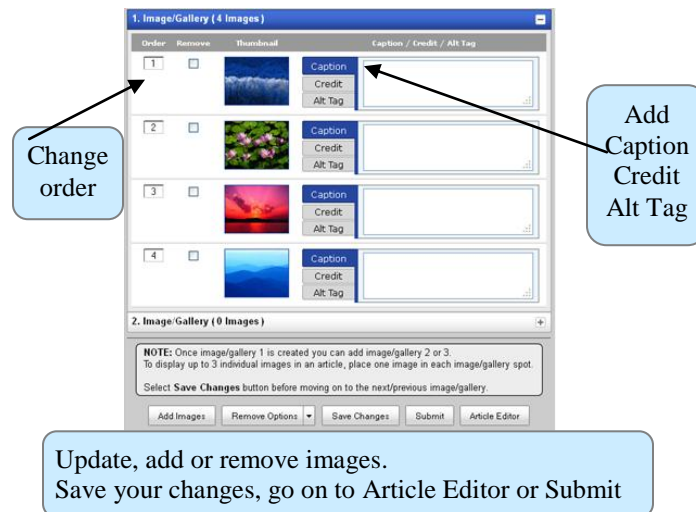 1. Image/Gallery (4 Images)
Order Remove Thumbnail Caption / Credit / Alt Tag
1
Caption
Credit
Alt Tag
2
Caption
Credit
Alt Tag
3
Caption
Credit
Alt Tag
4
Caption
Credit
Alt Tag
Change
order
Add
Caption
Credit
Alt Tag
2. Image/Gallery (0 Images)
NOTE: Once image/gallery 1 is created you can add image/gallery 2 or 3.
To display up to 3 individual images in an article, place one image in each image/gallery spot.
Select Save Changes button before moving on to the next/previous image/gallery.
Add Images Remove Options Save Changes Submit Article Editor
Update, add or remove images.
Save your changes, go on to Article Editor or Submit